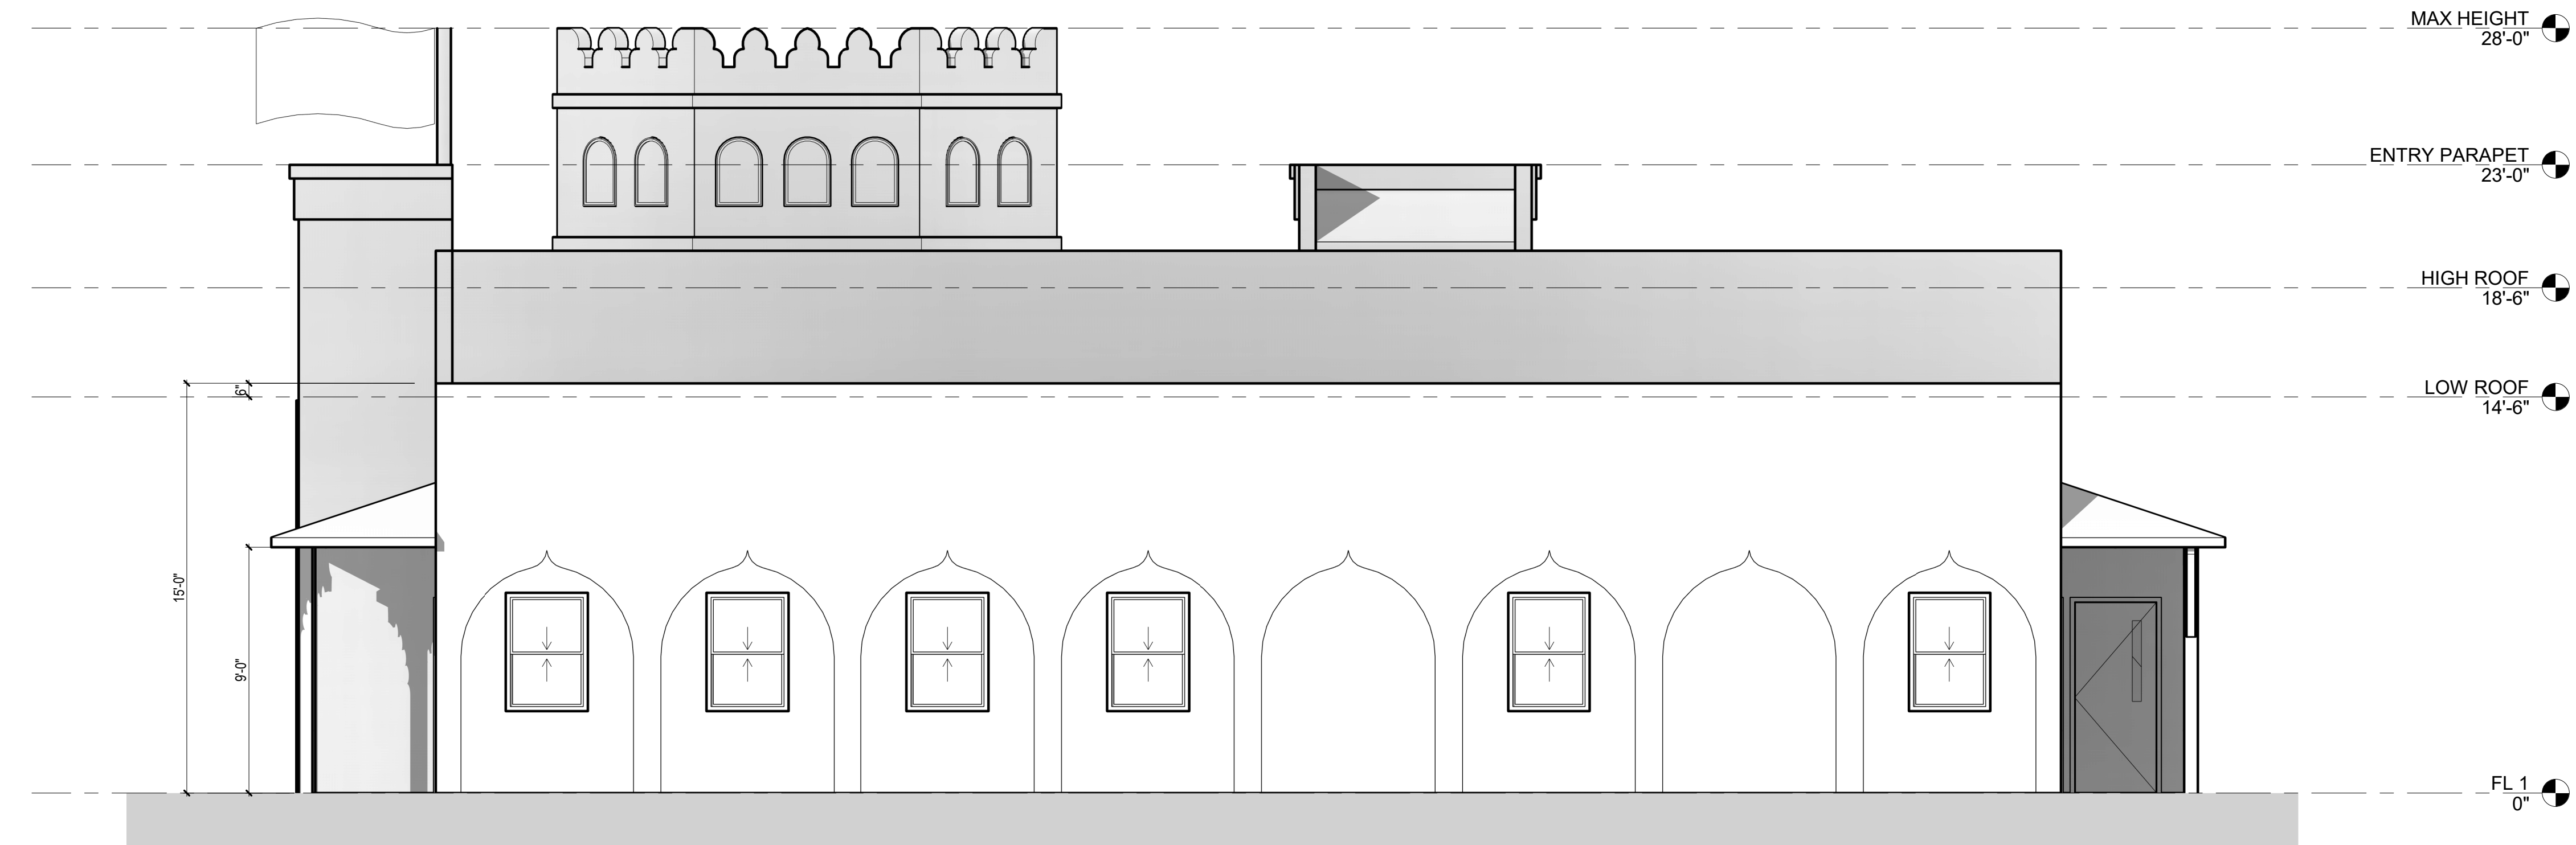 MAX HEIGHT
28'-0"
ENTRY PARAPET
23'-0"
HIGH ROOF
18'-6"
6"
LOW ROOF
14'-6"
15'-0"
9'-0"
FL 1
0"